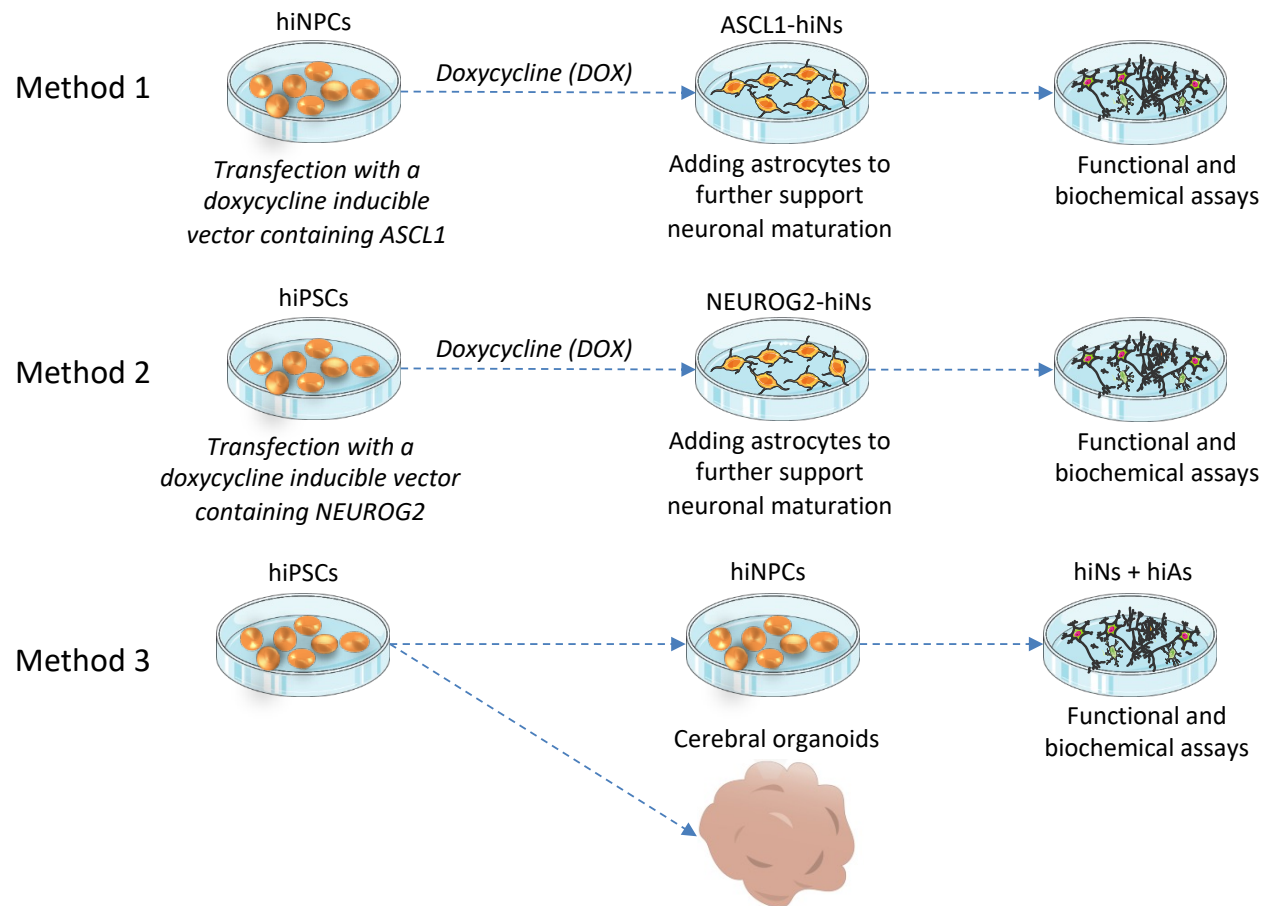 Method 1
hiNPCs
Doxycycline (DOX)
ASCL1-hiNs
Transfection with a
doxycycline inducible
vector containing ASCL1
Adding astrocytes to
further support
neuronal maturation
Functional and
biochemical assays
Method 2
hiPSCs
Doxycycline (DOX)
NEUROG2-hiNs
Transfection with a
doxycycline inducible vector
containing NEUROG2
Adding astrocytes to
further support
neuronal maturation
Functional and
biochemical assays
Method 3
hiPSCs
hiNPCs
hiNs + hiAs
Functional and
biochemical assays
Cerebral organoids